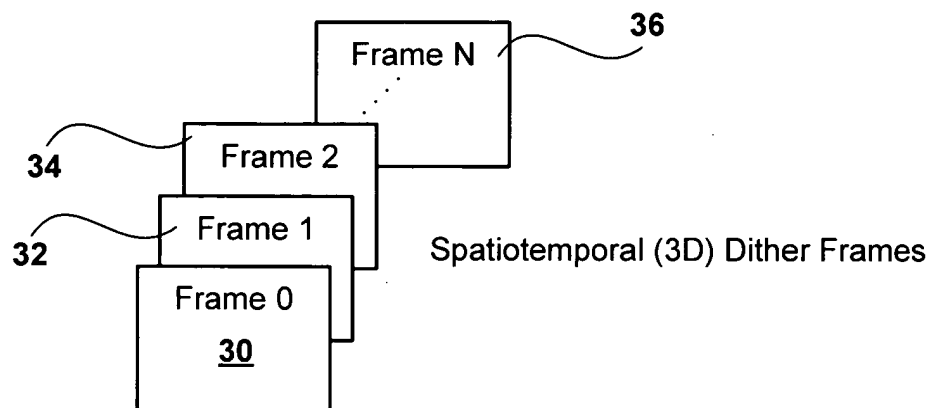 36
Frame N
34
Frame 2
32
Frame 1
Spatiotemporal (3D) Dither Frames
Frame 0
30